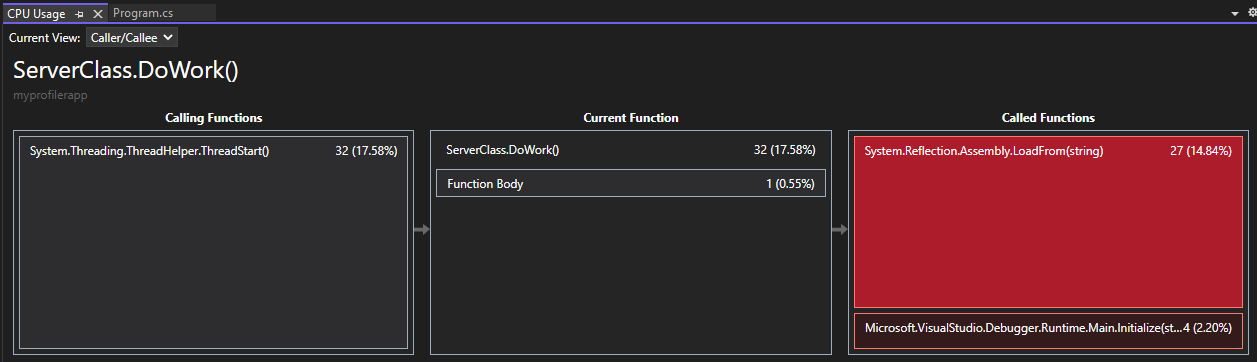 CPU Usage Program.cs
Current View: Caller/Callee
ServerClass.DoWork()
myprofilerapp
Calling Functions Current Function Called Functions
System.Threading.ThreadHelper.ThreadStart() 32 (17.58%)
ServerClass.DoWork() 32 (17.58%)
Function Body 1 (0.55%)
System.Reflection.Assembly.LoadFrom(string) 27 (14.84%)
Microsoft.VisualStudio.Debugger.Runtime.Main.Initialize(st...4 (2.20%)